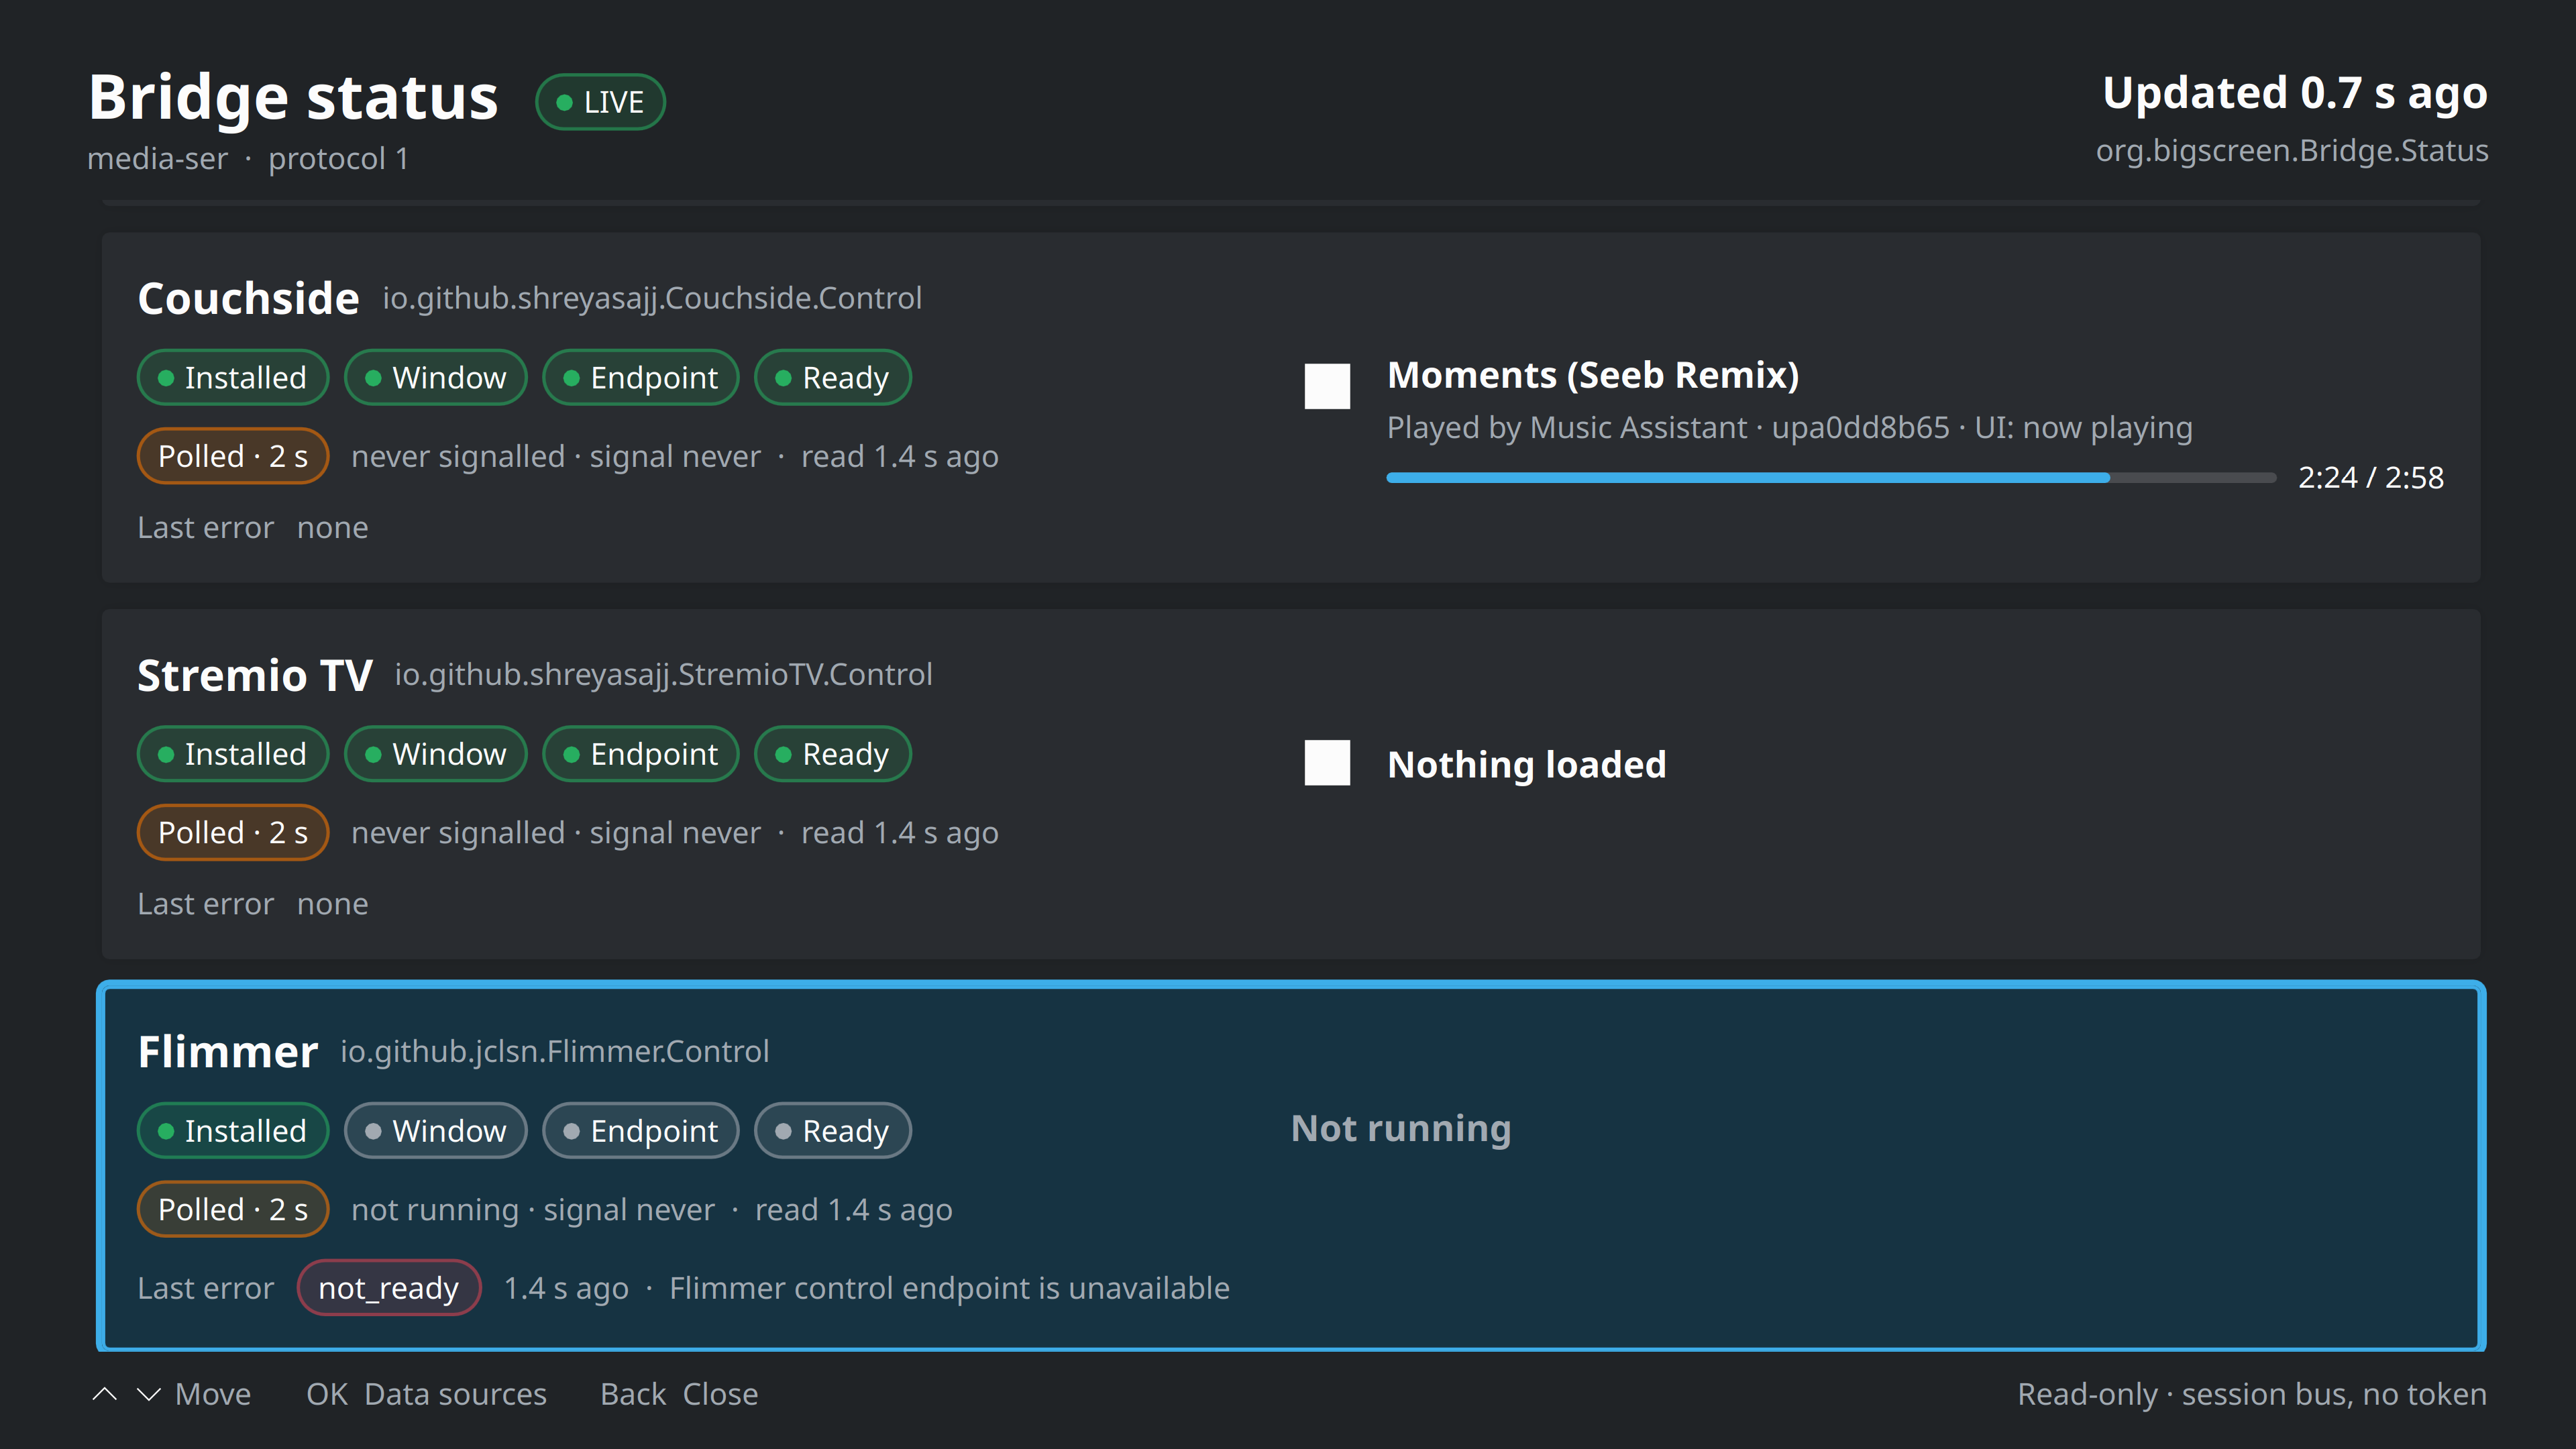 Bridge status LIVE
Updated 0.7 s ago
media-ser · protocol 1
org.bigscreen.Bridge.Status
Couchside io.github.shreyasajj.Couchside.Control
Installed Window Endpoint Ready
Moments (Seeb Remix)
Played by Music Assistant · upa0dd8b65 · UI: now playing
Polled · 2 s never signalled · signal never · read 1.4 s ago
2:24 / 2:58
Last error none
Stremio TV io.github.shreyasajj.StremioTV.Control
Installed Window Endpoint Ready
Nothing loaded
Polled · 2 s never signalled · signal never · read 1.4 s ago
Last error none
Flimmer io.github.jclsn.Flimmer.Control
Installed Window Endpoint Ready
Not running
Polled · 2 s not running · signal never · read 1.4 s ago
Last error not_ready 1.4 s ago · Flimmer control endpoint is unavailable
Move OK Data sources Back Close
Read-only · session bus, no token